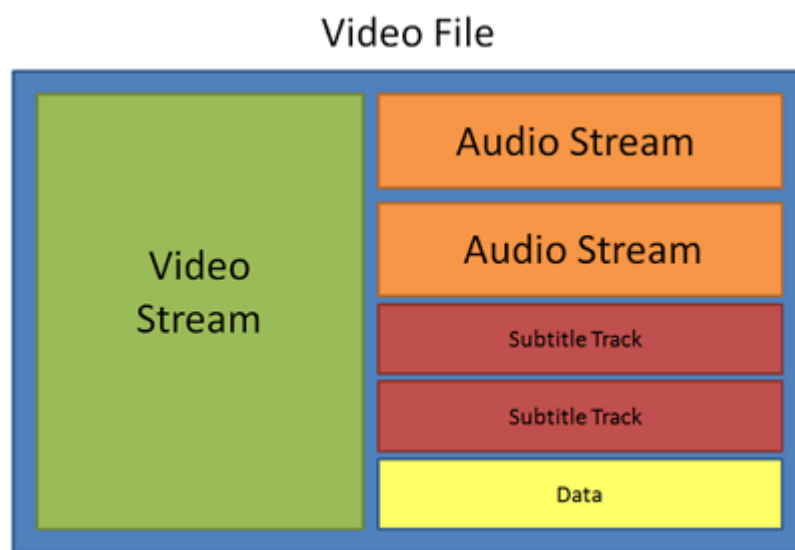 Video File
Video
Stream
Audio Stream
Audio Stream
Subtitle Track
Subtitle Track
Data